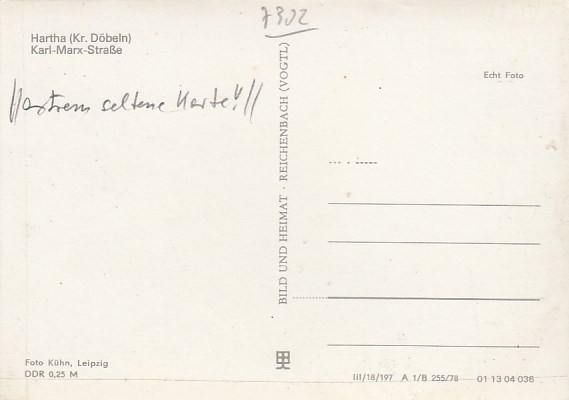 7302
Hartha (Kr. Döbeln)
Karl-Marx-Straße
Echt Foto
//extrem seltene Karte!!//
BILD UND HEIMAT · REICHENBACH (VOGTL)
Foto Kühn, Leipzig
DDR 0,25 M
III/18/197 A 1/B 255/78 01 13 04 036